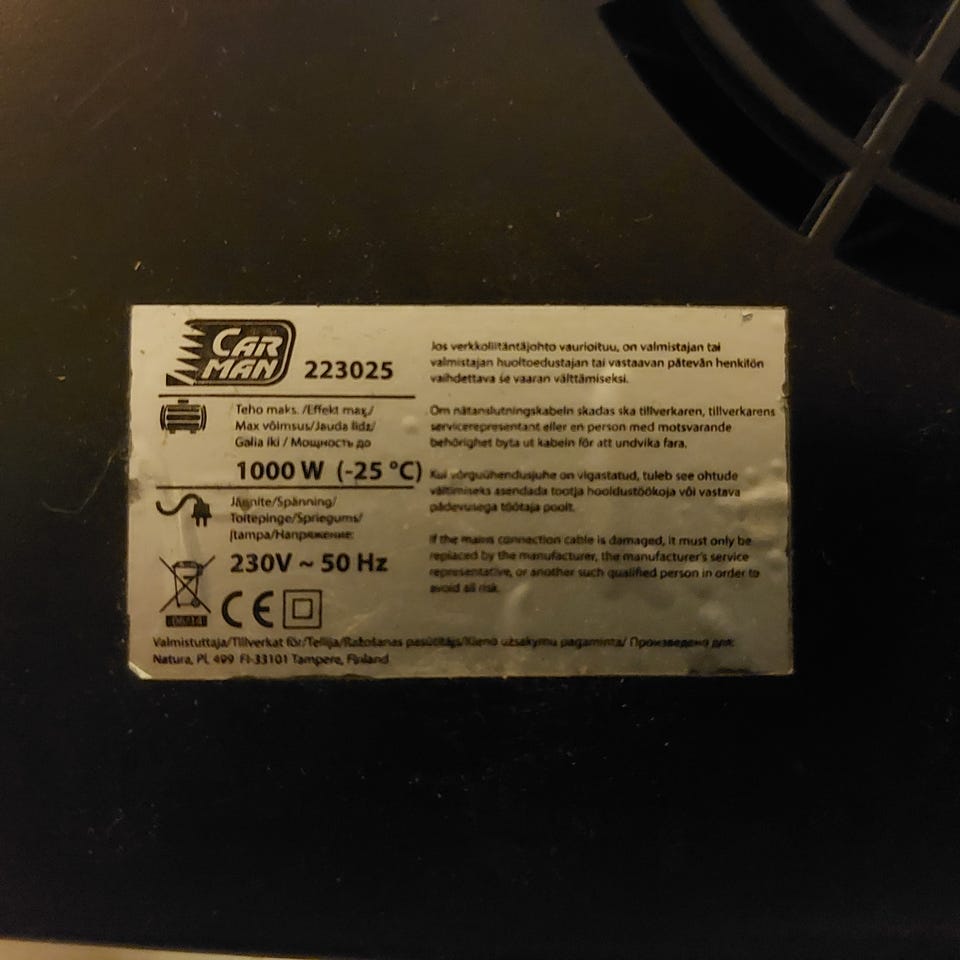 CAR
MAN
223025
Teho maks. /Effekt max/
Max võimsus/Jauda līdz/
Galia iki / Мощность до
1000 W (-25 °C)
Jännite/Spänning/
Toitepinge/Spriegums/
Įtampa/Напряжение:
230V ~ 50 Hz
08/14
CE
Jos verkkoliitäntäjohto vaurioituu, on valmistajan tai
valmistajan huoltoedustajan tai vastaavan pätevän henkilön
vaihdettava se vaaran välttämiseksi.
Om nätanslutningskabeln skadas ska tillverkaren, tillverkarens
servicerepresentant eller en person med motsvarande
behörighet byta ut kabeln för att undvika fara.
Kui võrguühendusjuhe on vigastatud, tuleb see ohtude
vältimiseks asendada tootja hooldustöökoja või vastava
pädevusega töötaja poolt.
If the mains connection cable is damaged, it must only be
replaced by the manufacturer, the manufacturer's service
representative, or another such qualified person in order to
avoid all risk.
Valmistuttaja/Tillverkat för/Tellija/Ražošanas pasūtītājs/Kieno užsakymu pagaminta/ Произведено для:
Natura, PL 499 FI-33101 Tampere, Finland